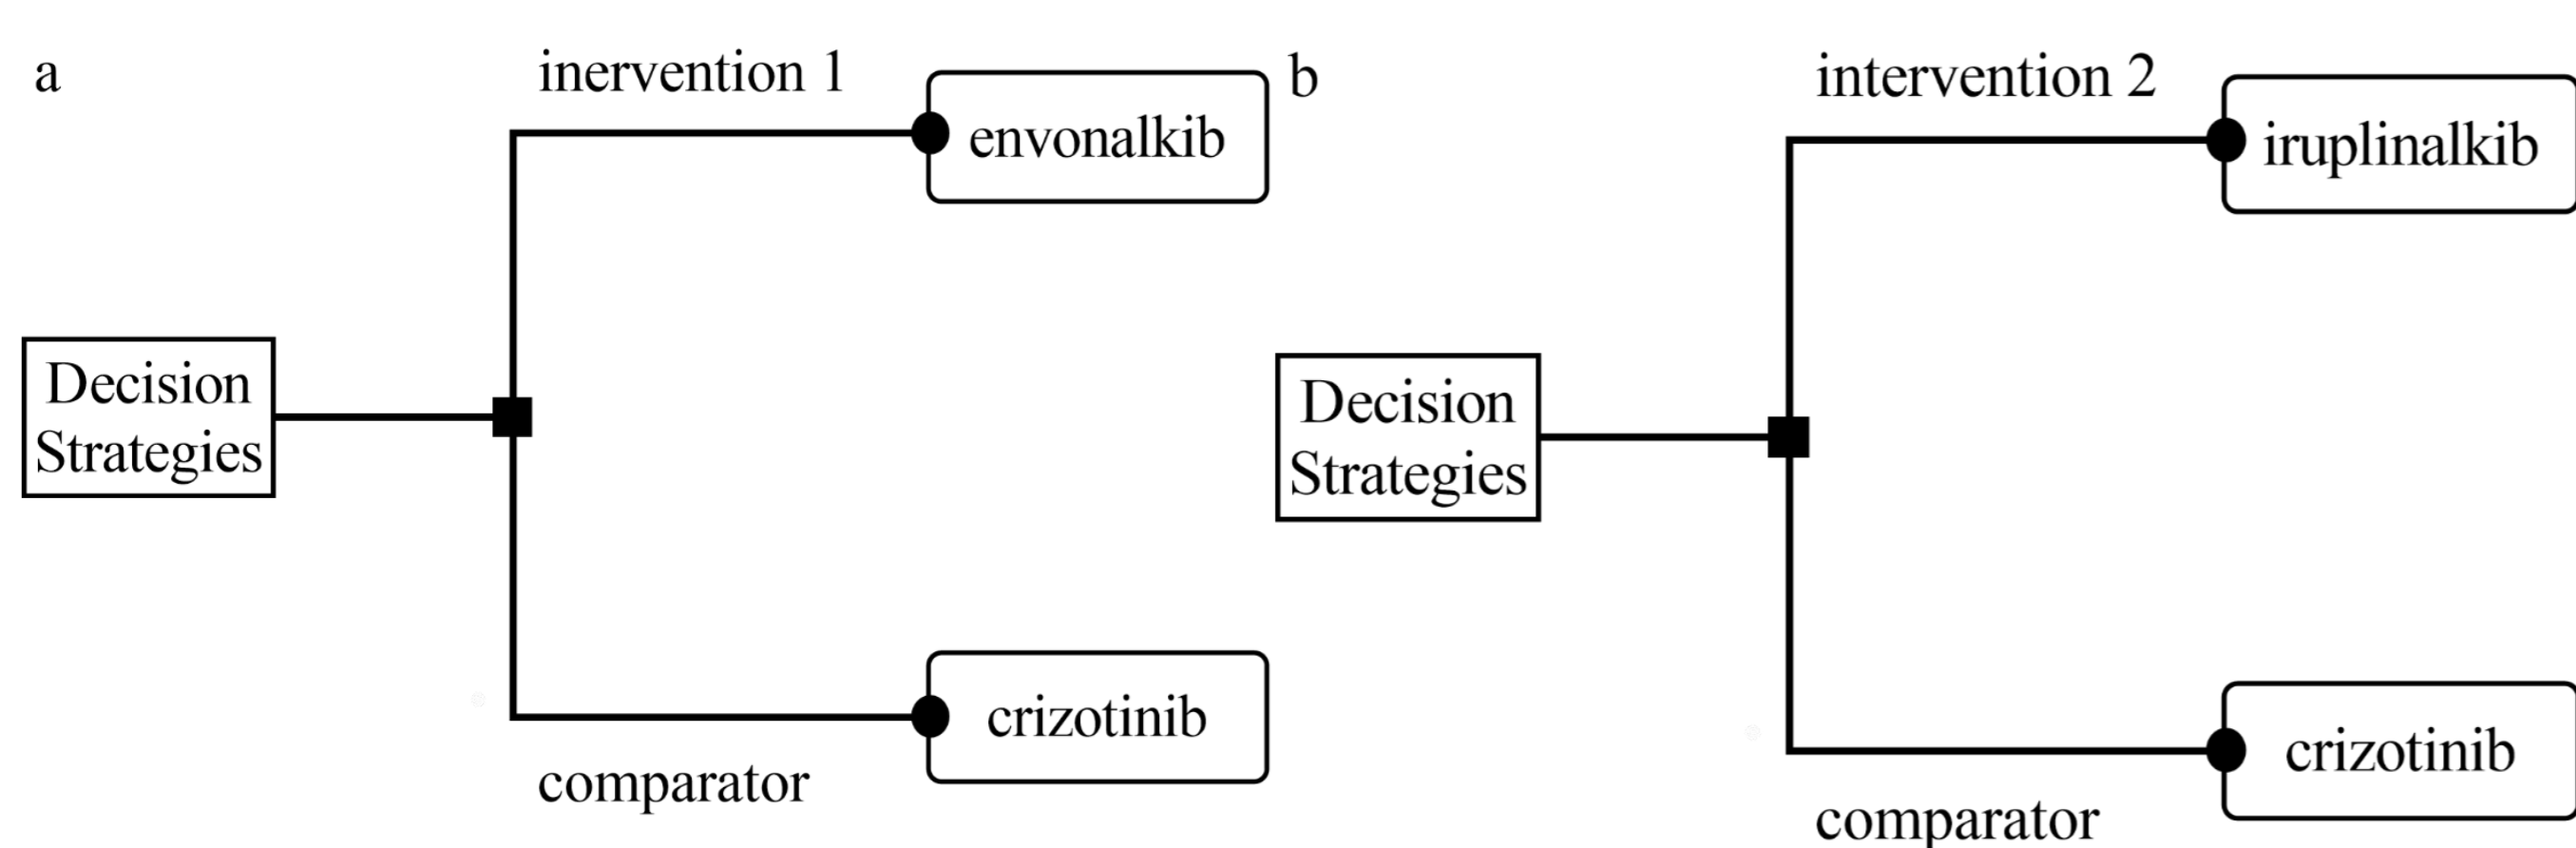 a
inervention 1
envonalkib
Decision
Strategies
crizotinib
comparator
b
intervention 2
iruplinalkib
Decision
Strategies
crizotinib
comparator